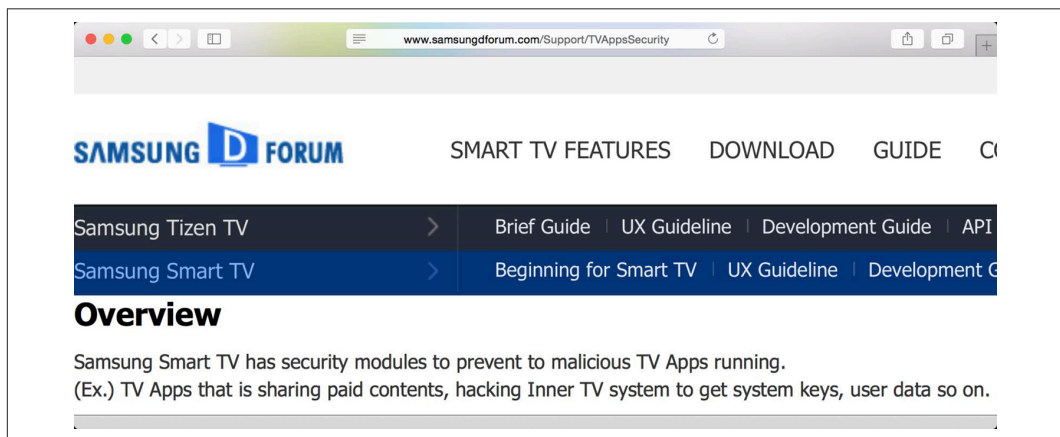 www.samsungdforum.com/Support/TVAppsSecurity
SAMSUNG D FORUM
SMART TV FEATURES DOWNLOAD GUIDE
Samsung Tizen TV
Brief Guide | UX Guideline | Development Guide | API
Samsung Smart TV
Beginning for Smart TV | UX Guideline | Development
Overview
Samsung Smart TV has security modules to prevent to malicious TV Apps running.
(Ex.) TV Apps that is sharing paid contents, hacking Inner TV system to get system keys, user data so on.